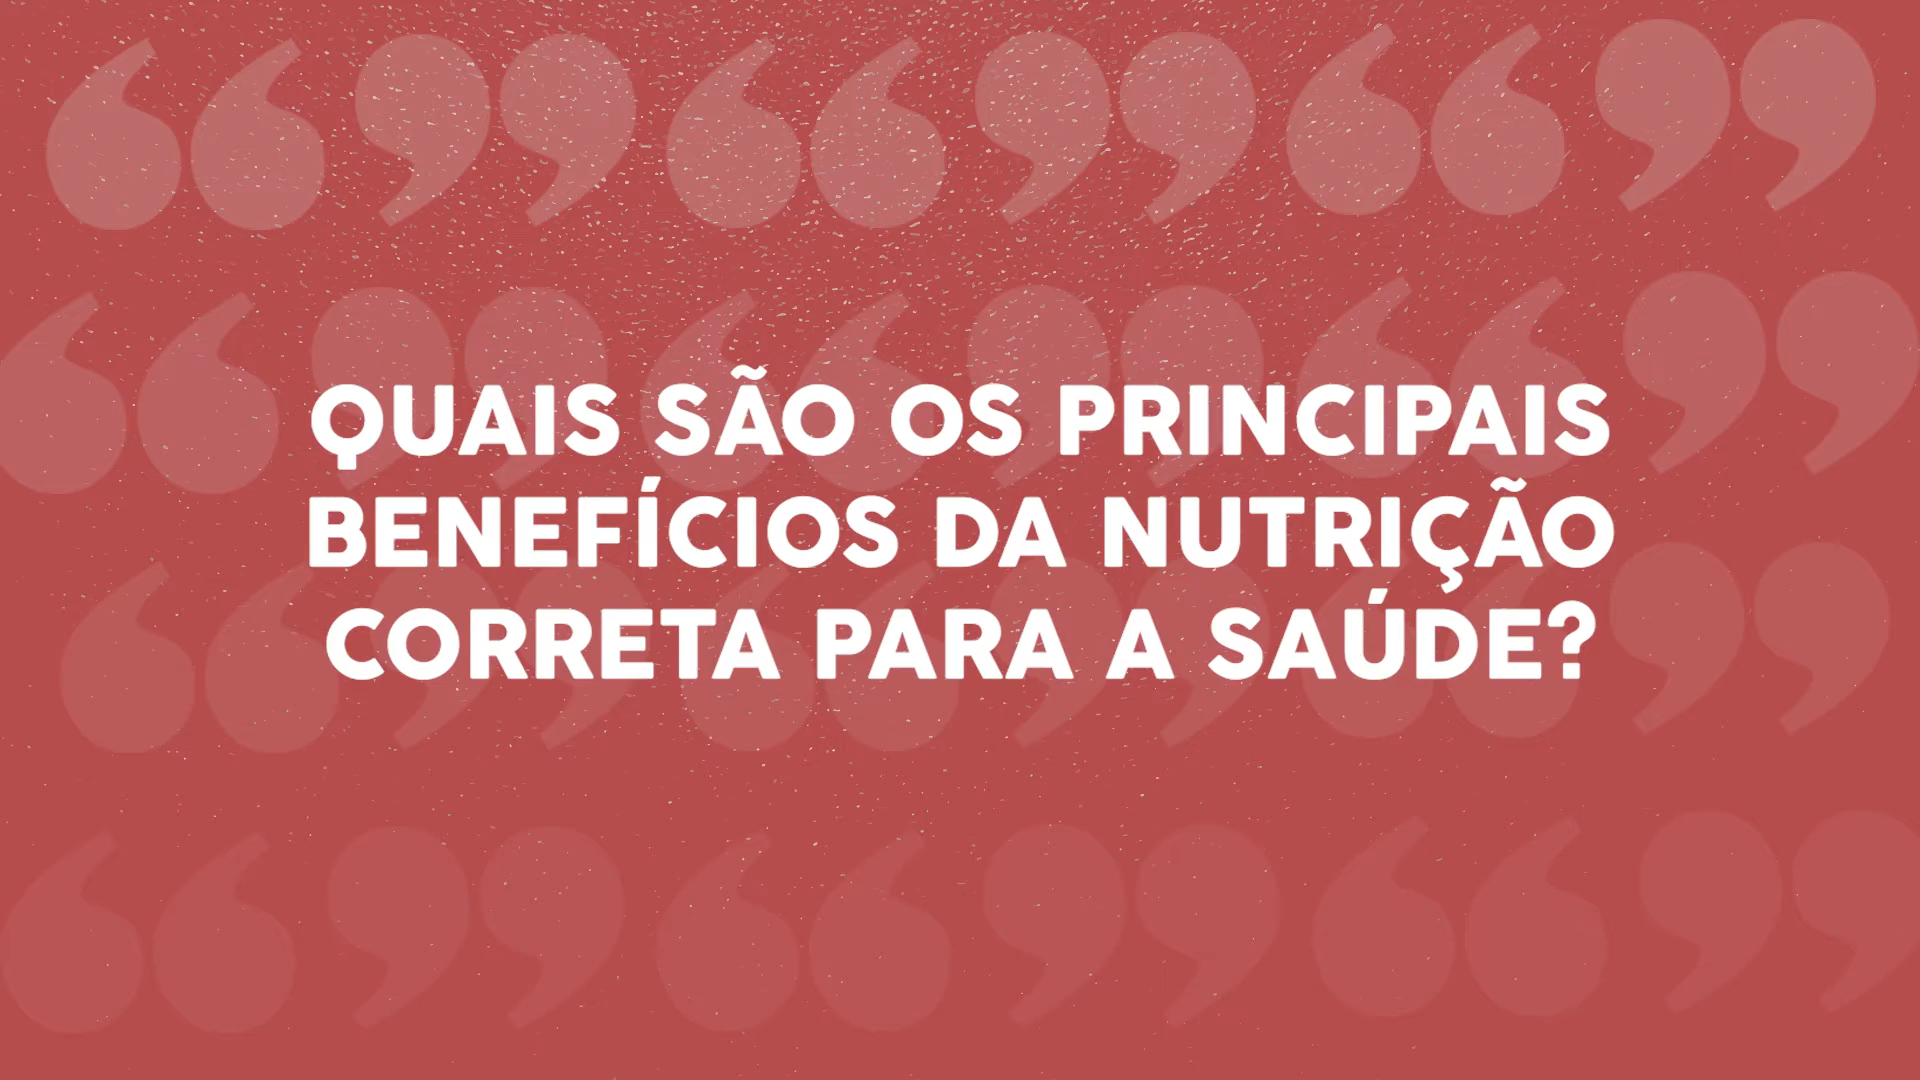 QUAIS SÃO OS PRINCIPAIS
BENEFÍCIOS DA NUTRIÇÃO
CORRETA PARA A SAÚDE?